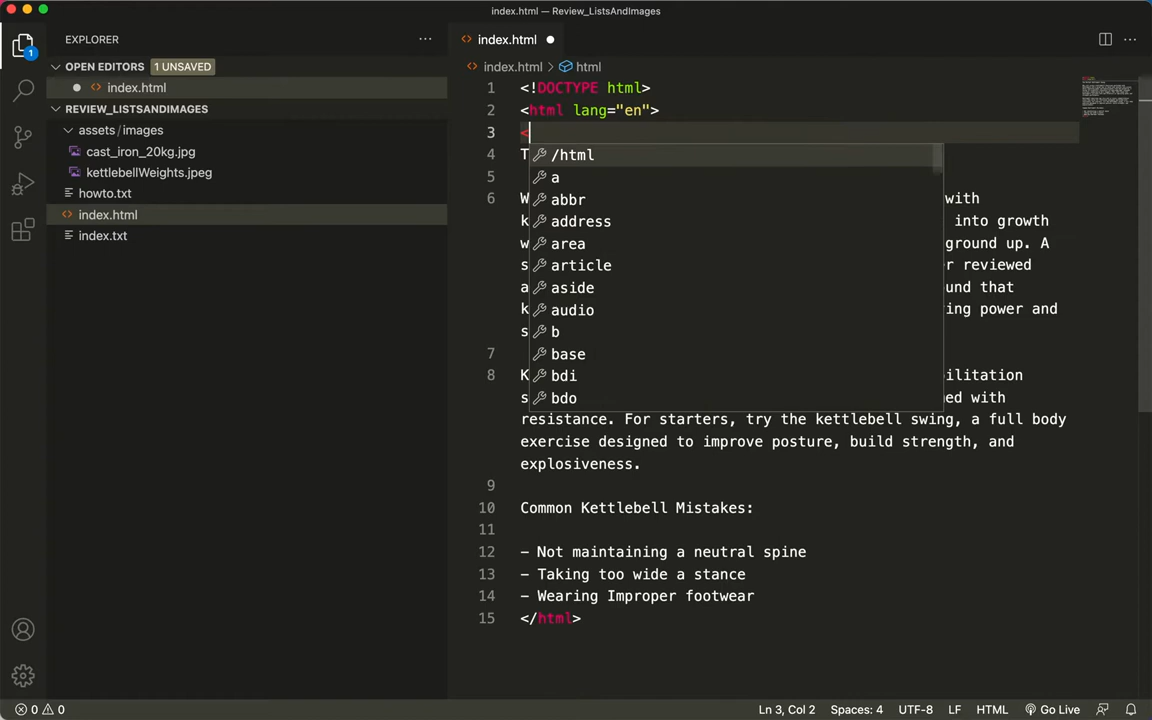 index.html — Review_ListsAndImages
EXPLORER
index.html
OPEN EDITORS 1 UNSAVED
index.html > html
index.html
REVIEW_LISTSANDIMAGES
assets/images
cast_iron_20kg.jpg
kettlebellWeights.jpeg
howto.txt
index.html
index.txt
1
1 <!DOCTYPE html>
2 <html lang="en">
3 <
4 T
5
6 W with
k into growth
w ground up. A
s r reviewed
a und that
k ing power and
s
7
8 K ilitation
s ed with
resistance. For starters, try the kettlebell swing, a full body
exercise designed to improve posture, build strength, and
explosiveness.
9
10 Common Kettlebell Mistakes:
11
12 - Not maintaining a neutral spine
13 - Taking too wide a stance
14 - Wearing Improper footwear
15 </html>
/html
a
abbr
address
area
article
aside
audio
b
base
bdi
bdo
0 0 Ln 3, Col 2 Spaces: 4 UTF-8 LF HTML Go Live